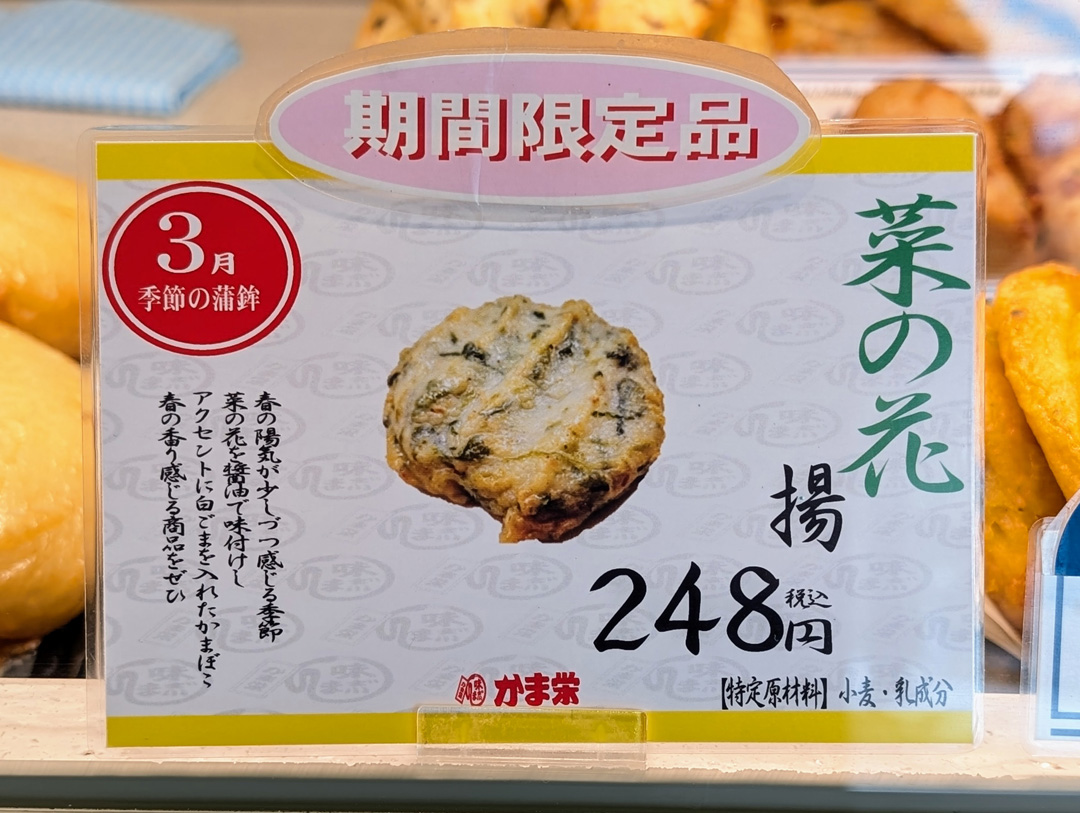 期間限定品
3月
季節の蒲鉾
菜の花
揚
春の陽気が少しづつ感じる季節
菜の花を醤油で味付けし
アクセントに白ごまを入れたかまぼこ
春の香り感じる商品をぜひ
248税込円
かま栄
【特定原材料】小麦・乳成分